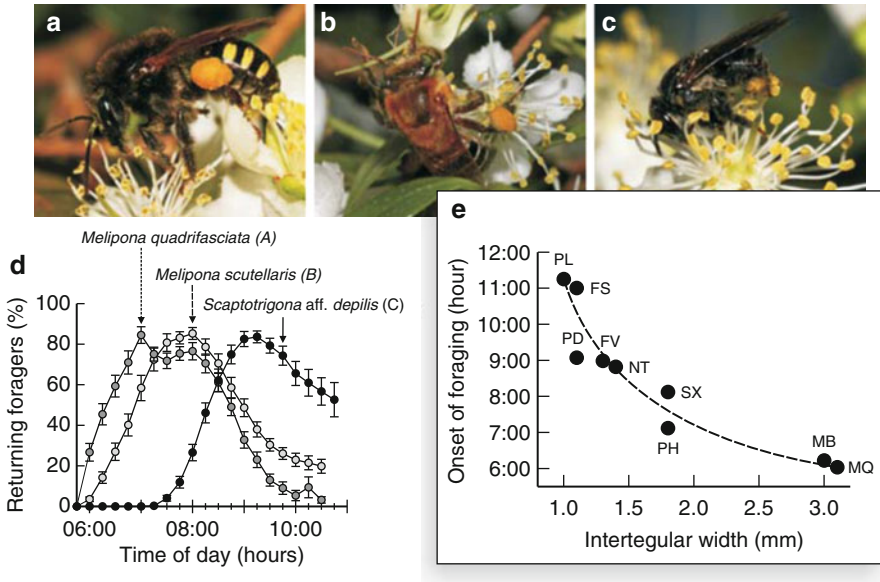 a
b
c
d
Melipona quadrifasciata (A)
Melipona scutellaris (B)
Scaptotrigona aff. depilis (C)
Returning foragers (%)
100
80
60
40
20
0
06:00
08:00
10:00
Time of day (hours)
e
Onset of foraging (hour)
12:00
11:00
10:00
9:00
8:00
7:00
6:00
PL
FS
PD
FV
NT
SX
PH
MB
MQ
1.0
1.5
2.0
2.5
3.0
Intertegular width (mm)